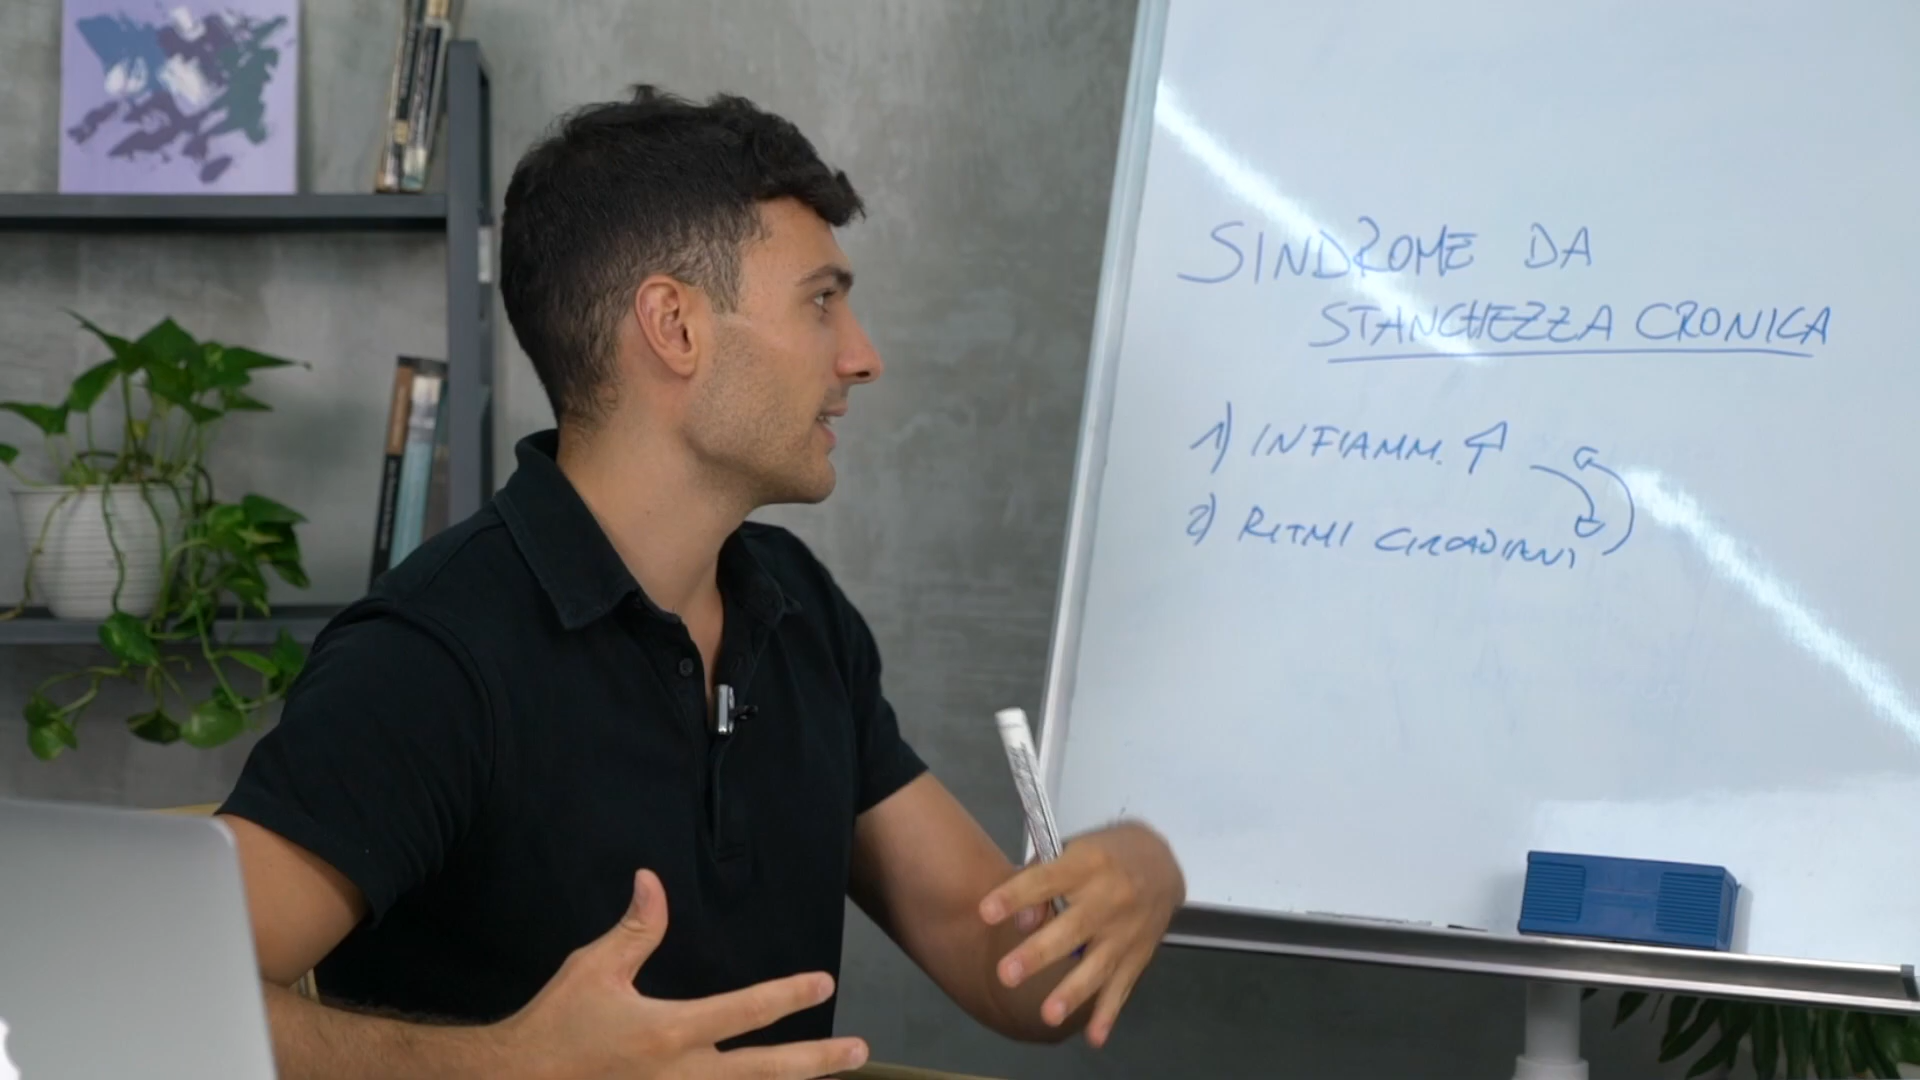 SINDROME DA
STANCHEZZA CRONICA
1) INFIAMM. ↑
2) RITMI CIRCADIANI